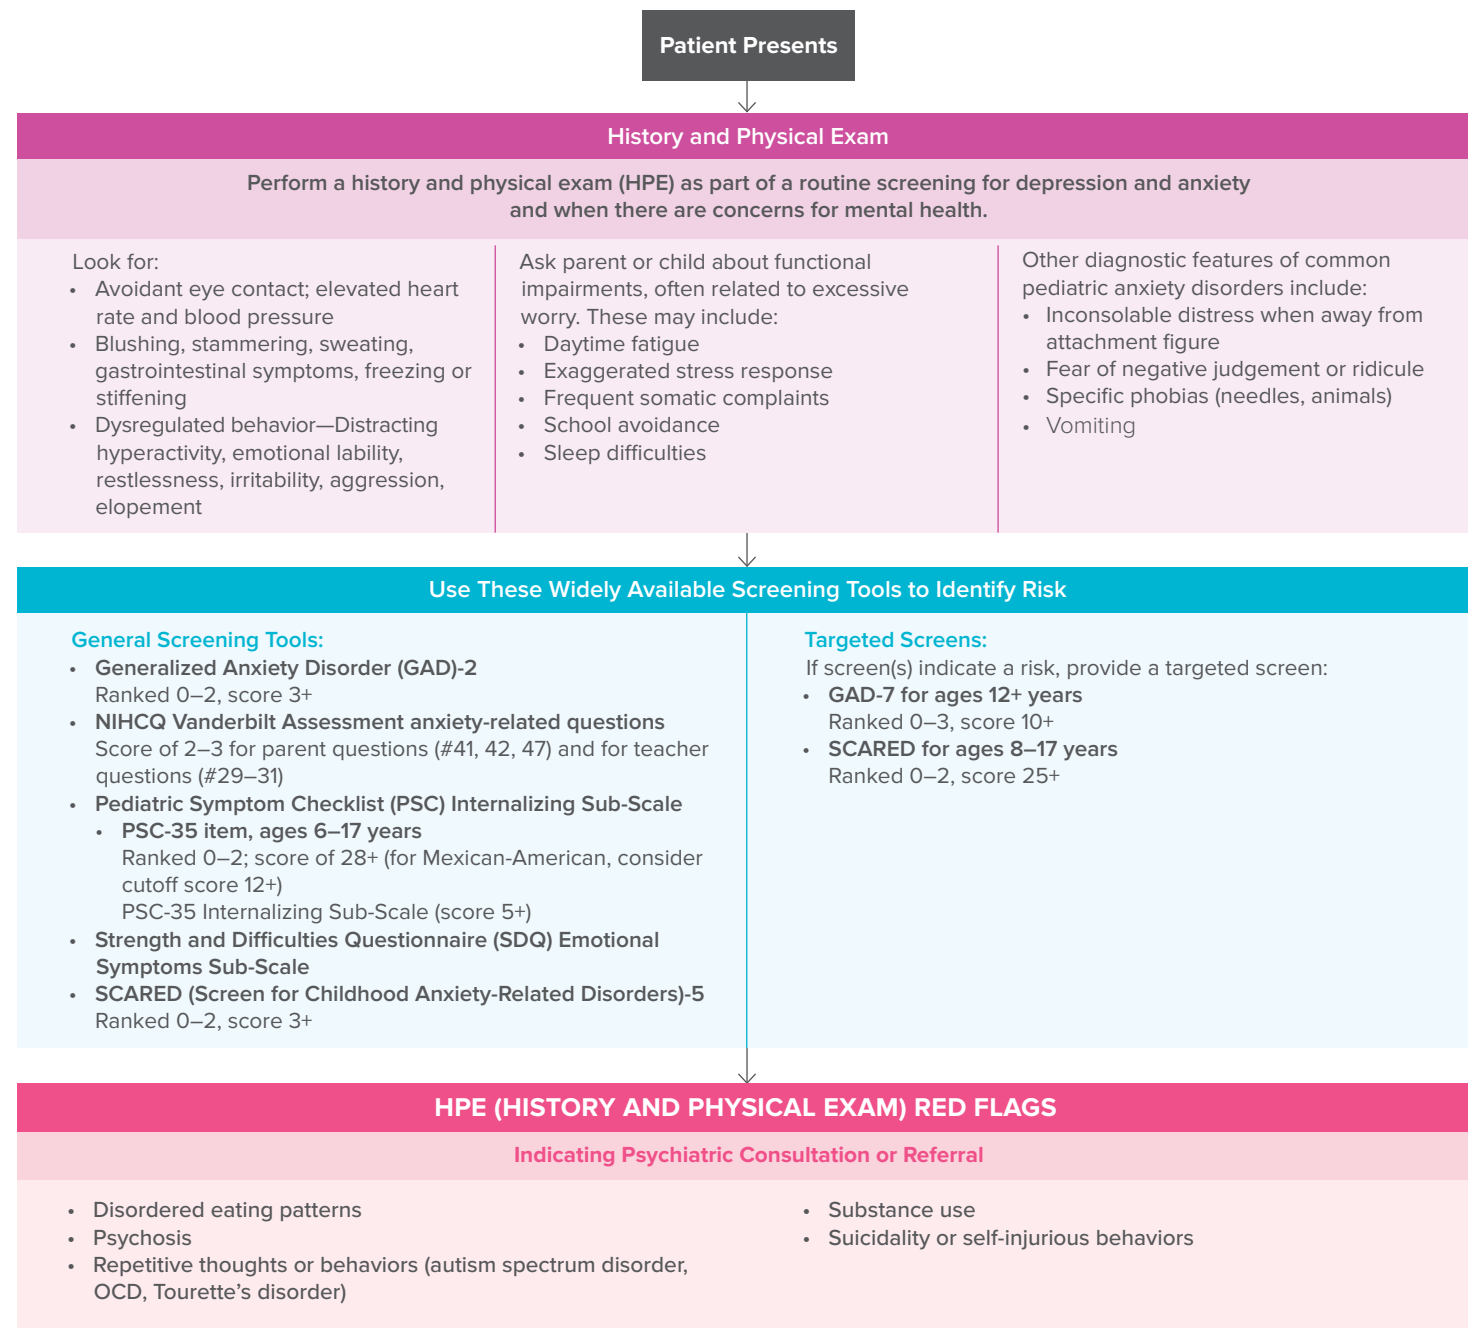 Patient Presents
History and Physical Exam
Perform a history and physical exam (HPE) as part of a routine screening for depression and anxiety
and when there are concerns for mental health.
Look for:
• Avoidant eye contact; elevated heart
rate and blood pressure
• Blushing, stammering, sweating,
gastrointestinal symptoms, freezing or
stiffening
• Dysregulated behavior—Distracting
hyperactivity, emotional lability,
restlessness, irritability, aggression,
elopement
Ask parent or child about functional
impairments, often related to excessive
worry. These may include:
• Daytime fatigue
• Exaggerated stress response
• Frequent somatic complaints
• School avoidance
• Sleep difficulties
Other diagnostic features of common
pediatric anxiety disorders include:
• Inconsolable distress when away from
attachment figure
• Fear of negative judgement or ridicule
• Specific phobias (needles, animals)
• Vomiting
Use These Widely Available Screening Tools to Identify Risk
General Screening Tools:
• Generalized Anxiety Disorder (GAD)-2
Ranked 0–2, score 3+
• NIHCQ Vanderbilt Assessment anxiety-related questions
Score of 2–3 for parent questions (#41, 42, 47) and for teacher
questions (#29–31)
• Pediatric Symptom Checklist (PSC) Internalizing Sub-Scale
• PSC-35 item, ages 6–17 years
Ranked 0–2; score of 28+ (for Mexican-American, consider
cutoff score 12+)
PSC-35 Internalizing Sub-Scale (score 5+)
• Strength and Difficulties Questionnaire (SDQ) Emotional
Symptoms Sub-Scale
• SCARED (Screen for Childhood Anxiety-Related Disorders)-5
Ranked 0–2, score 3+
Targeted Screens:
If screen(s) indicate a risk, provide a targeted screen:
• GAD-7 for ages 12+ years
Ranked 0–3, score 10+
• SCARED for ages 8–17 years
Ranked 0–2, score 25+
HPE (HISTORY AND PHYSICAL EXAM) RED FLAGS
Indicating Psychiatric Consultation or Referral
• Disordered eating patterns
• Psychosis
• Repetitive thoughts or behaviors (autism spectrum disorder,
OCD, Tourette’s disorder)
• Substance use
• Suicidality or self-injurious behaviors